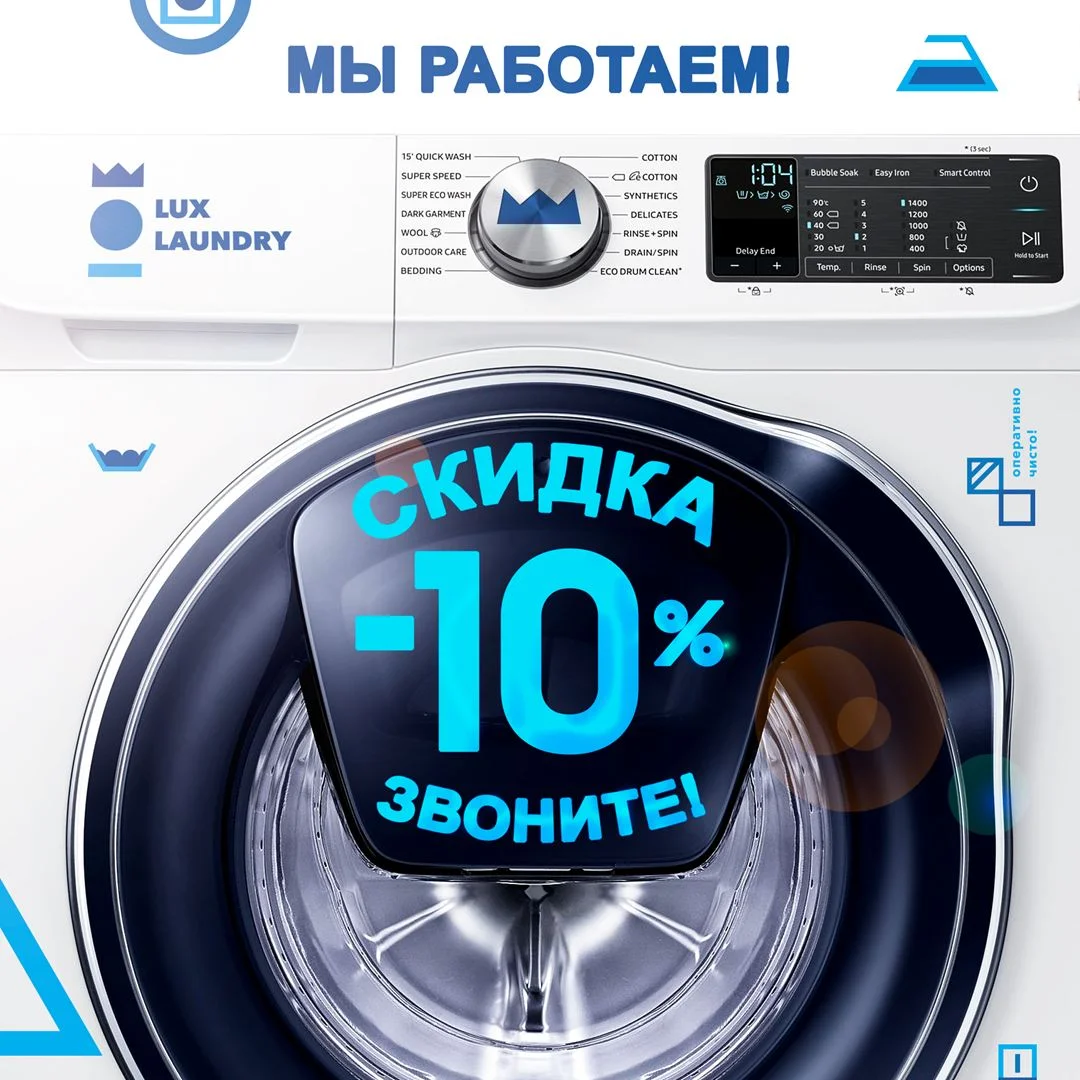 МЫ РАБОТАЕМ!
LUX
LAUNDRY
15' QUICK WASH
SUPER SPEED
SUPER ECO WASH
DARK GARMENT
WOOL
OUTDOOR CARE
BEDDING
COTTON
COTTON
SYNTHETICS
DELICATES
RINSE+SPIN
DRAIN/SPIN
ECO DRUM CLEAN*
* (3 sec)
1:04
Delay End
− +
Bubble Soak Easy Iron Smart Control
90℃ 5 1400
60 4 1200
40 3 1000
30 2 800
20 1 400
Temp. Rinse Spin Options
Hold to Start
оперативно
чисто!
СКИДКА
-10%
ЗВОНИТЕ!